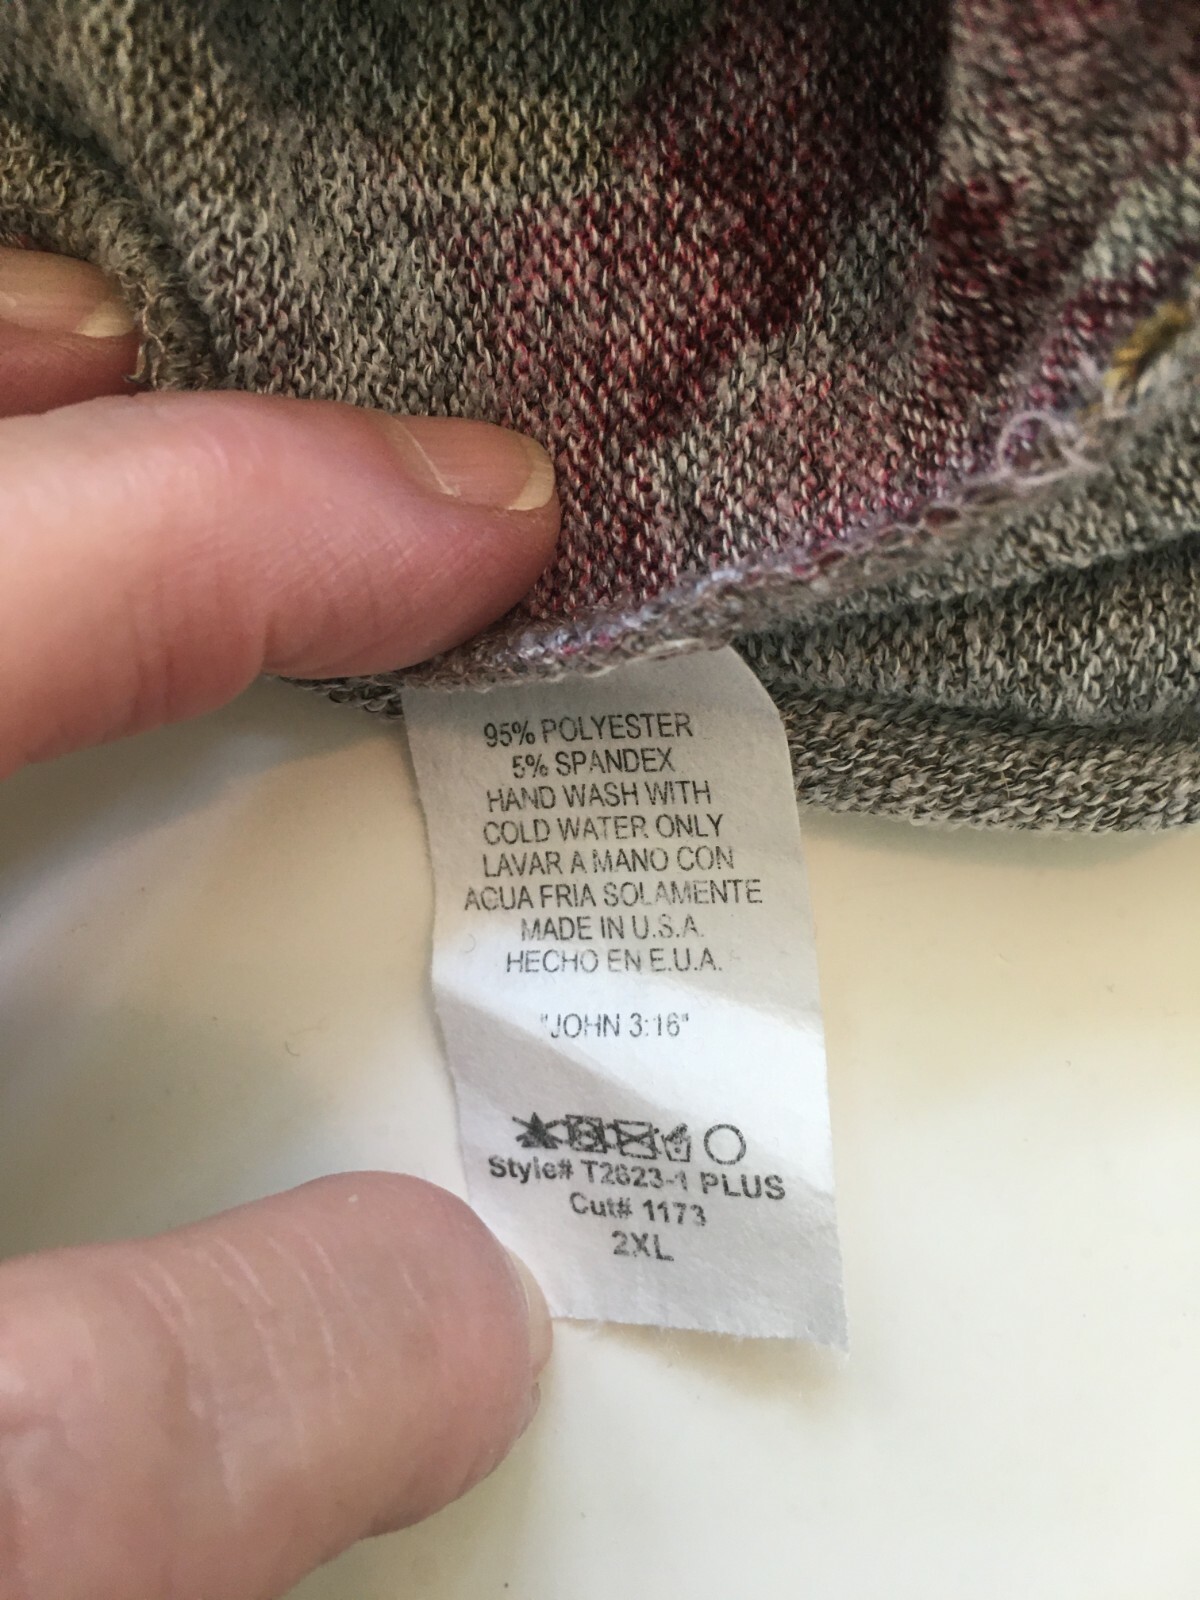 95% POLYESTER
5% SPANDEX
HAND WASH WITH
COLD WATER ONLY
LAVAR A MANO CON
AGUA FRIA SOLAMENTE
MADE IN U.S.A.
HECHO EN E.U.A.
"JOHN 3:16"
Style# T2623-1 PLUS
Cut# 1173
2XL